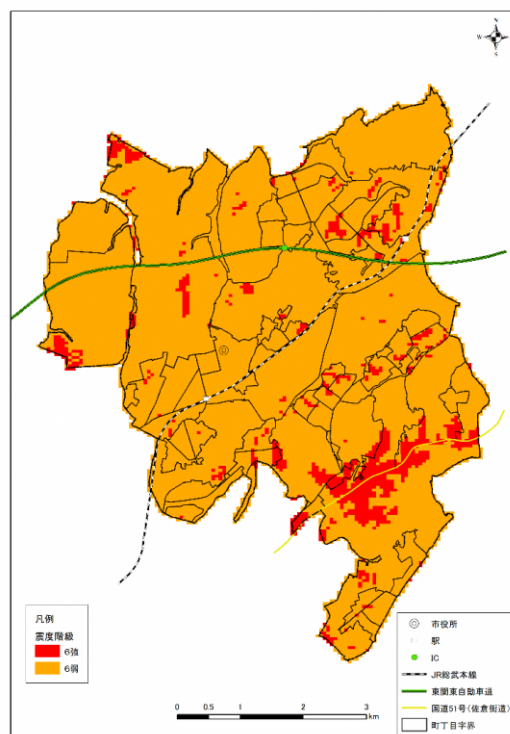 N
W
E
S
凡例
震度階級
6強
6弱
市役所
駅
IC
JR総武本線
東関東自動車道
国道51号(佐倉街道)
町丁目字界
0 0.5 1 2 3
km